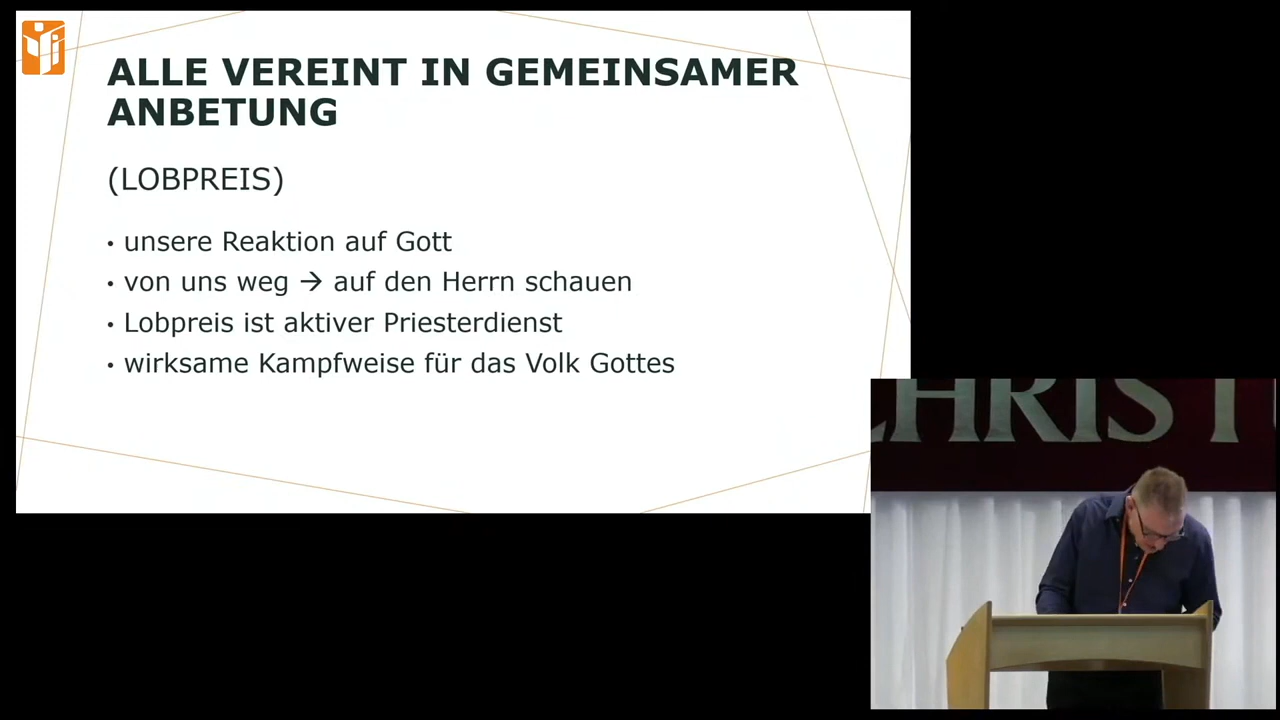 ALLE VEREINT IN GEMEINSAMER
ANBETUNG
(LOBPREIS)
• unsere Reaktion auf Gott
• von uns weg → auf den Herrn schauen
• Lobpreis ist aktiver Priesterdienst
• wirksame Kampfweise für das Volk Gottes
CHRIST